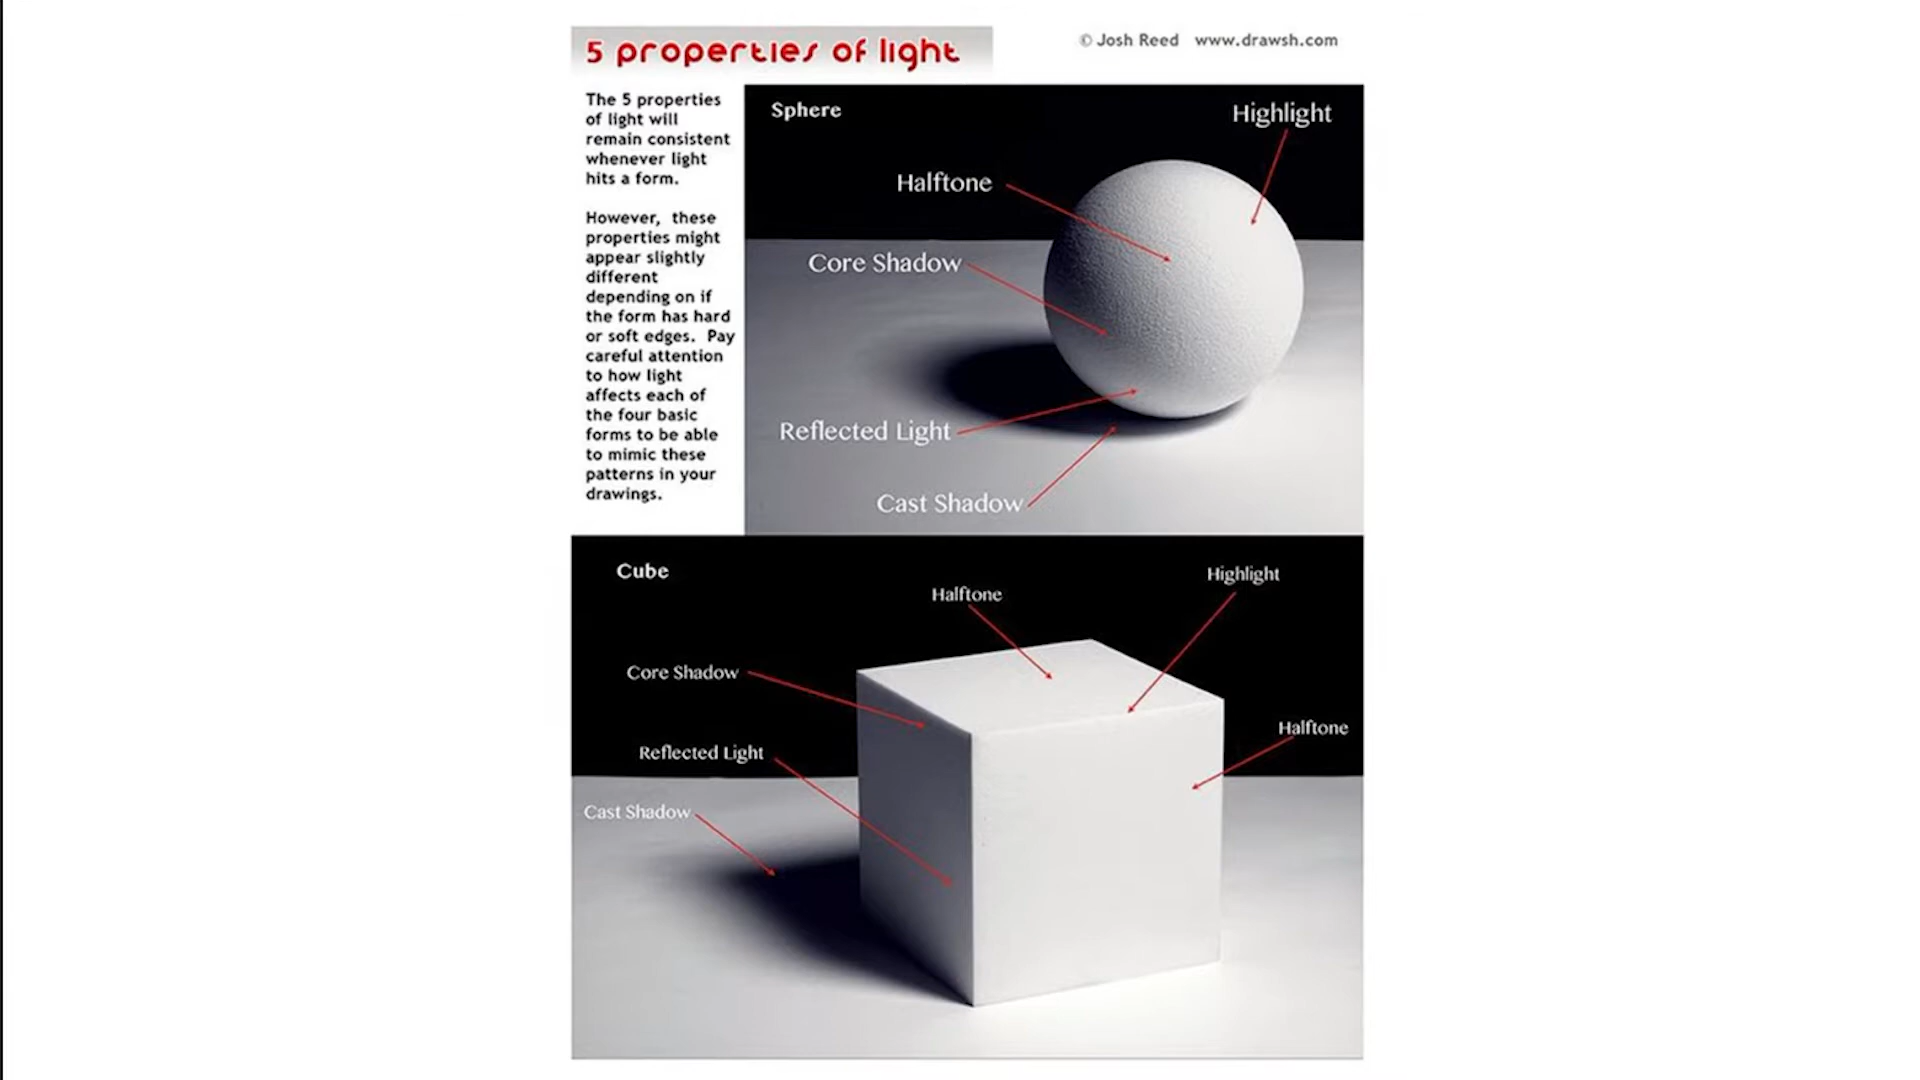 5 properties of light
© Josh Reed www.drawsh.com
The 5 properties
of light will
remain consistent
whenever light
hits a form.
However, these
properties might
appear slightly
different
depending on if
the form has hard
or soft edges. Pay
careful attention
to how light
affects each of
the four basic
forms to be able
to mimic these
patterns in your
drawings.
Sphere
Highlight
Halftone
Core Shadow
Reflected Light
Cast Shadow
Cube
Highlight
Halftone
Core Shadow
Halftone
Reflected Light
Cast Shadow